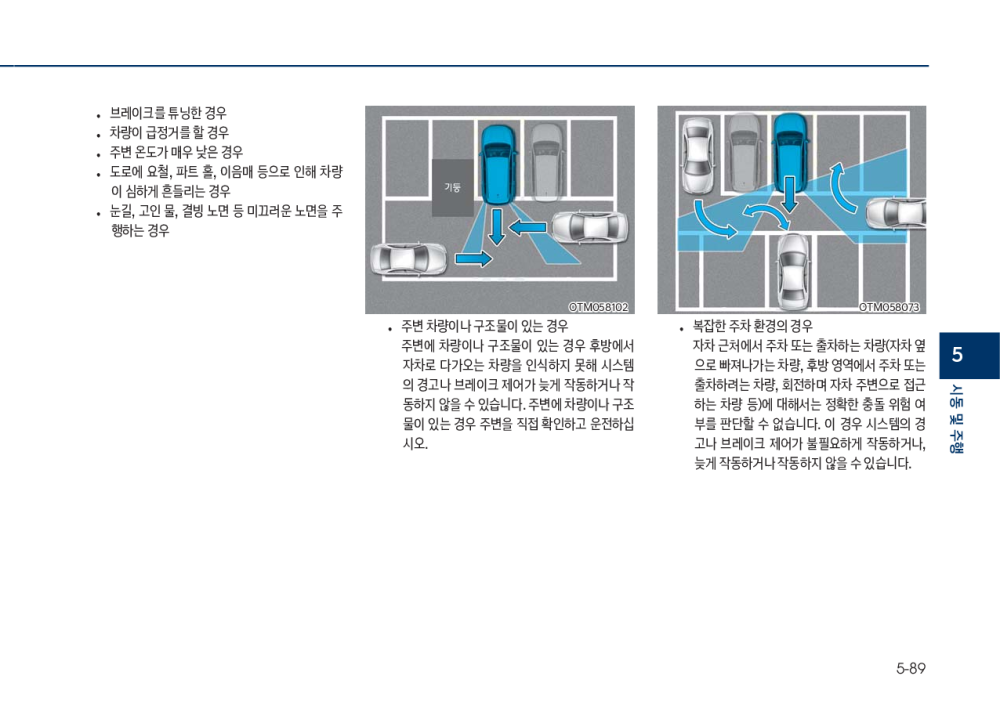 • 브레이크를 튜닝한 경우
• 차량이 급정거를 할 경우
• 주변 온도가 매우 낮은 경우
• 도로에 요철, 파트 홀, 이음매 등으로 인해 차량
이 심하게 흔들리는 경우
• 눈길, 고인 물, 결빙 노면 등 미끄러운 노면을 주
행하는 경우
기둥
OTM058102
• 주변 차량이나 구조물이 있는 경우
주변에 차량이나 구조물이 있는 경우 후방에서
자차로 다가오는 차량을 인식하지 못해 시스템
의 경고나 브레이크 제어가 늦게 작동하거나 작
동하지 않을 수 있습니다. 주변에 차량이나 구조
물이 있는 경우 주변을 직접 확인하고 운전하십
시오.
OTM058073
• 복잡한 주차 환경의 경우
자차 근처에서 주차 또는 출차하는 차량(자차 옆
으로 빠져나가는 차량, 후방 영역에서 주차 또는
출차하려는 차량, 회전하며 자차 주변으로 접근
하는 차량 등)에 대해서는 정확한 충돌 위험 여
부를 판단할 수 없습니다. 이 경우 시스템의 경
고나 브레이크 제어가 불필요하게 작동하거나,
늦게 작동하거나 작동하지 않을 수 있습니다.
5
시동 및 주행
5-89